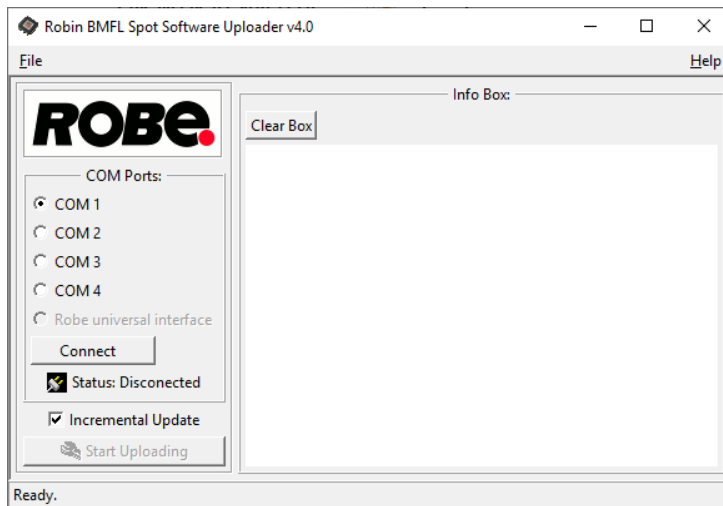 Robin BMFL Spot Software Uploader v4.0
File
Help
ROBE
COM Ports:
COM 1
COM 2
COM 3
COM 4
Robe universal interface
Connect
Status: Disconected
Incremental Update
Start Uploading
Info Box:
Clear Box
Ready.